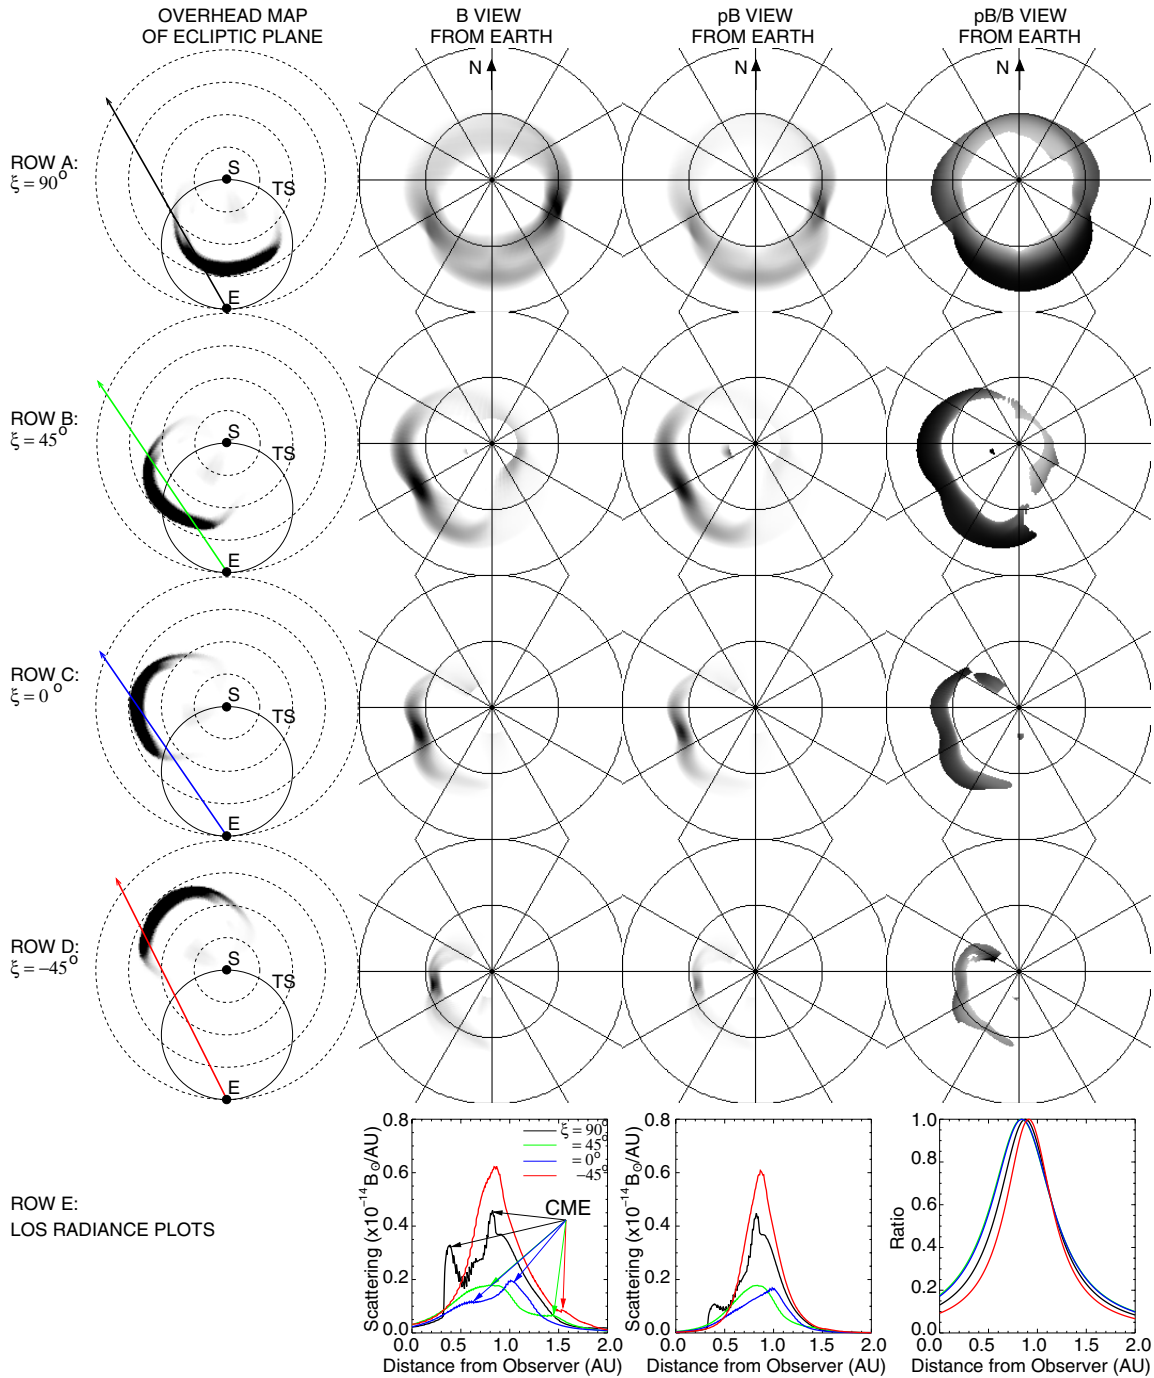 OVERHEAD MAP
OF ECLIPTIC PLANE
B VIEW
FROM EARTH
pB VIEW
FROM EARTH
pB/B VIEW
FROM EARTH
N
N
N
ROW A:
ξ = 90°
S
TS
E
ROW B:
ξ = 45°
S
TS
E
ROW C:
ξ = 0°
S
TS
E
ROW D:
ξ = −45°
S
TS
E
ROW E:
LOS RADIANCE PLOTS
Scattering (x10⁻¹⁴ B⊙/AU)
0.8
0.6
0.4
0.2
0.0
ξ = 90°
= 45°
= 0°
−45°
CME
0.0 0.5 1.0 1.5 2.0
Distance from Observer (AU)
Scattering (x10⁻¹⁴ B⊙/AU)
0.8
0.6
0.4
0.2
0.0
0.0 0.5 1.0 1.5 2.0
Distance from Observer (AU)
Ratio
1.0
0.8
0.6
0.4
0.2
0.0
0.0 0.5 1.0 1.5 2.0
Distance from Observer (AU)